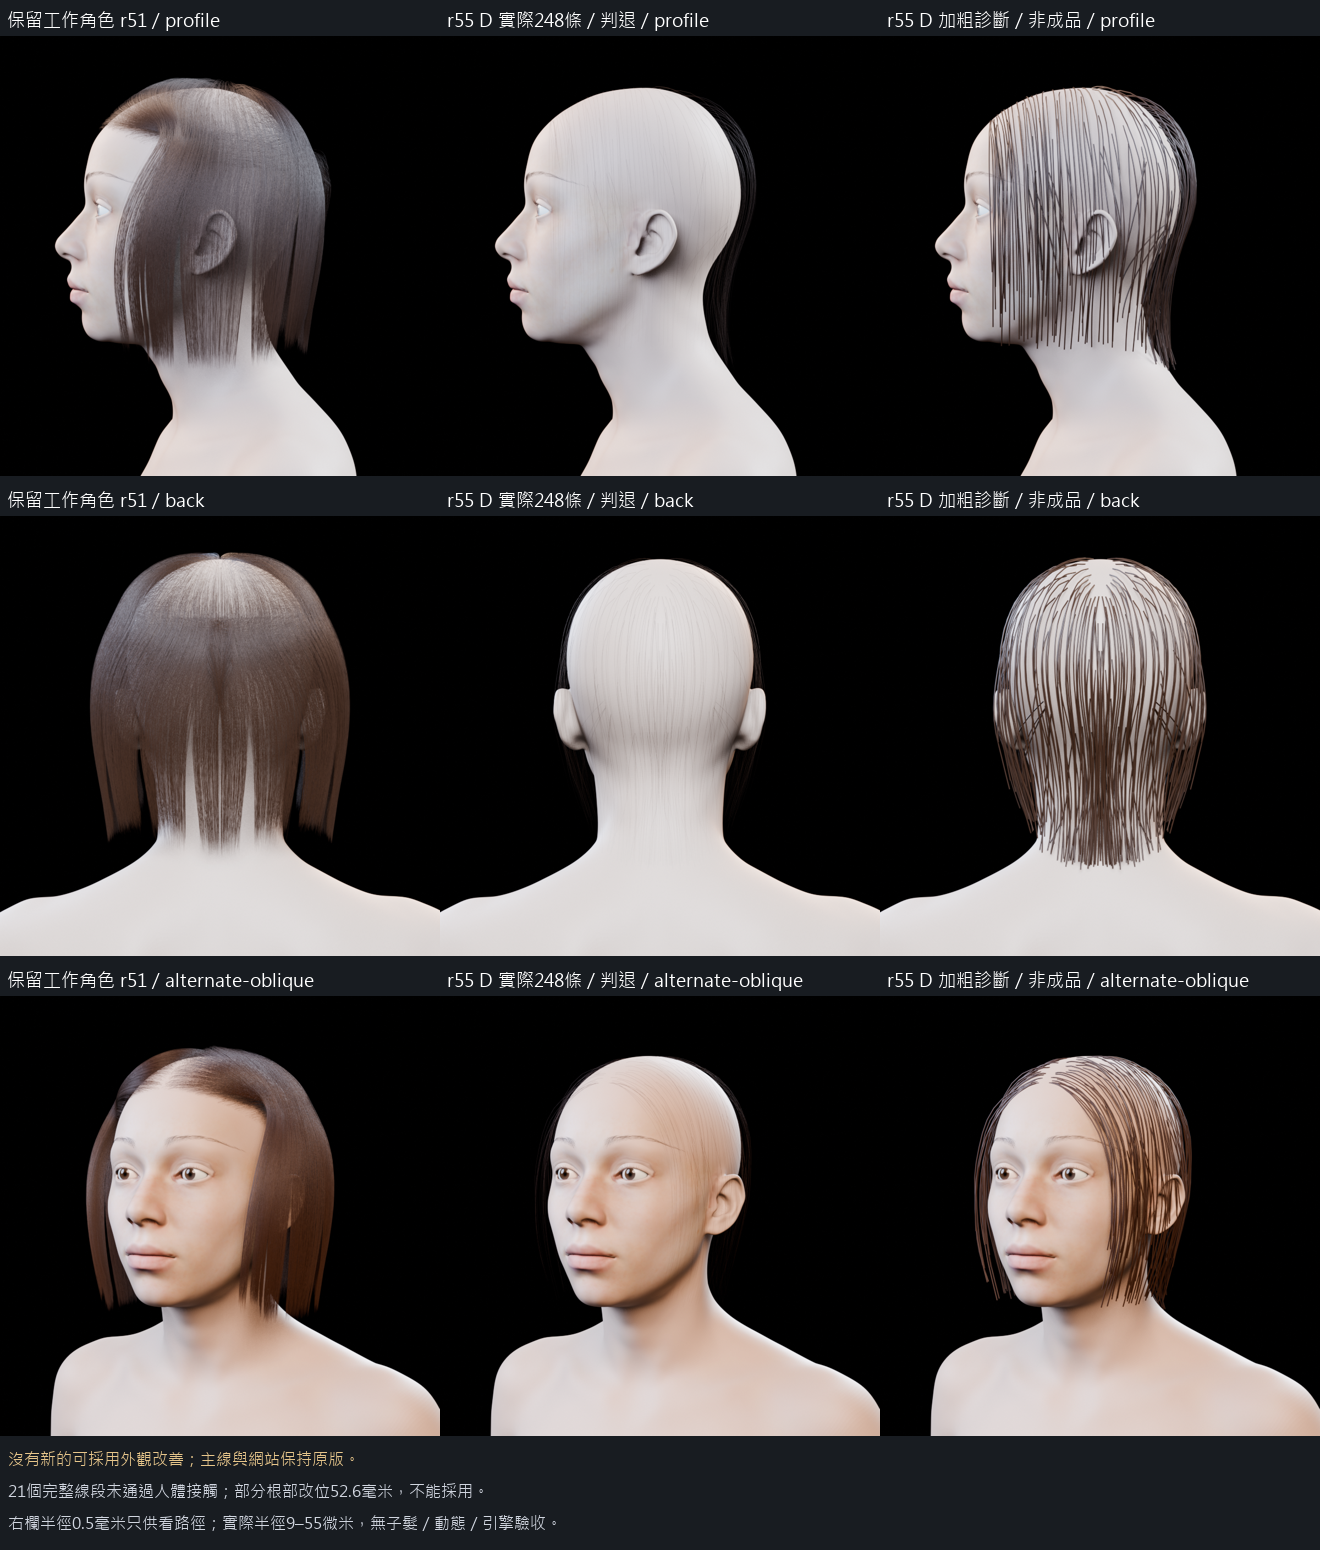 保留工作角色 r51 / profile
r55 D 實際248條 / 判退 / profile
r55 D 加粗診斷 / 非成品 / profile
保留工作角色 r51 / back
r55 D 實際248條 / 判退 / back
r55 D 加粗診斷 / 非成品 / back
保留工作角色 r51 / alternate-oblique
r55 D 實際248條 / 判退 / alternate-oblique
r55 D 加粗診斷 / 非成品 / alternate-oblique
沒有新的可採用外觀改善；主線與網站保持原版。
21個完整線段未通過人體接觸；部分根部改位52.6毫米，不能採用。
右欄半徑0.5毫米只供看路徑；實際半徑9–55微米，無子髮 / 動態 / 引擎驗收。